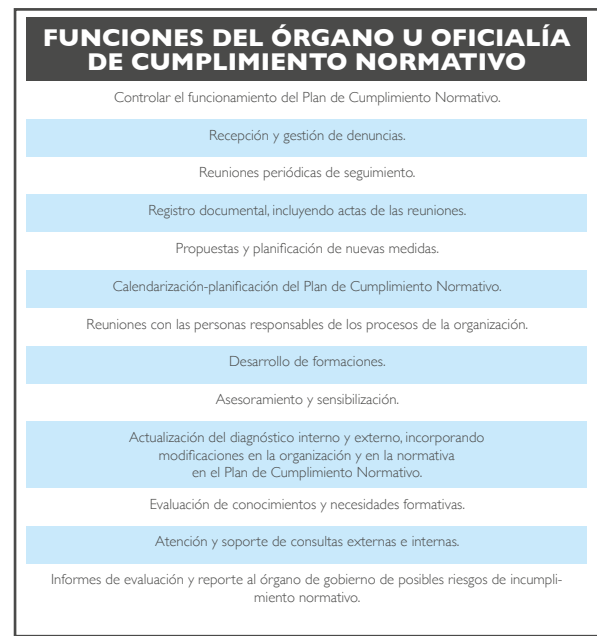 FUNCIONES DEL ÓRGANO U OFICIALÍA
DE CUMPLIMIENTO NORMATIVO
Controlar el funcionamiento del Plan de Cumplimiento Normativo.
Recepción y gestión de denuncias.
Reuniones periódicas de seguimiento.
Registro documental, incluyendo actas de las reuniones.
Propuestas y planificación de nuevas medidas.
Calendarización-planificación del Plan de Cumplimiento Normativo.
Reuniones con las personas responsables de los procesos de la organización.
Desarrollo de formaciones.
Asesoramiento y sensibilización.
Actualización del diagnóstico interno y externo, incorporando
modificaciones en la organización y en la normativa
en el Plan de Cumplimiento Normativo.
Evaluación de conocimientos y necesidades formativas.
Atención y soporte de consultas externas e internas.
Informes de evaluación y reporte al órgano de gobierno de posibles riesgos de incumpli-
miento normativo.